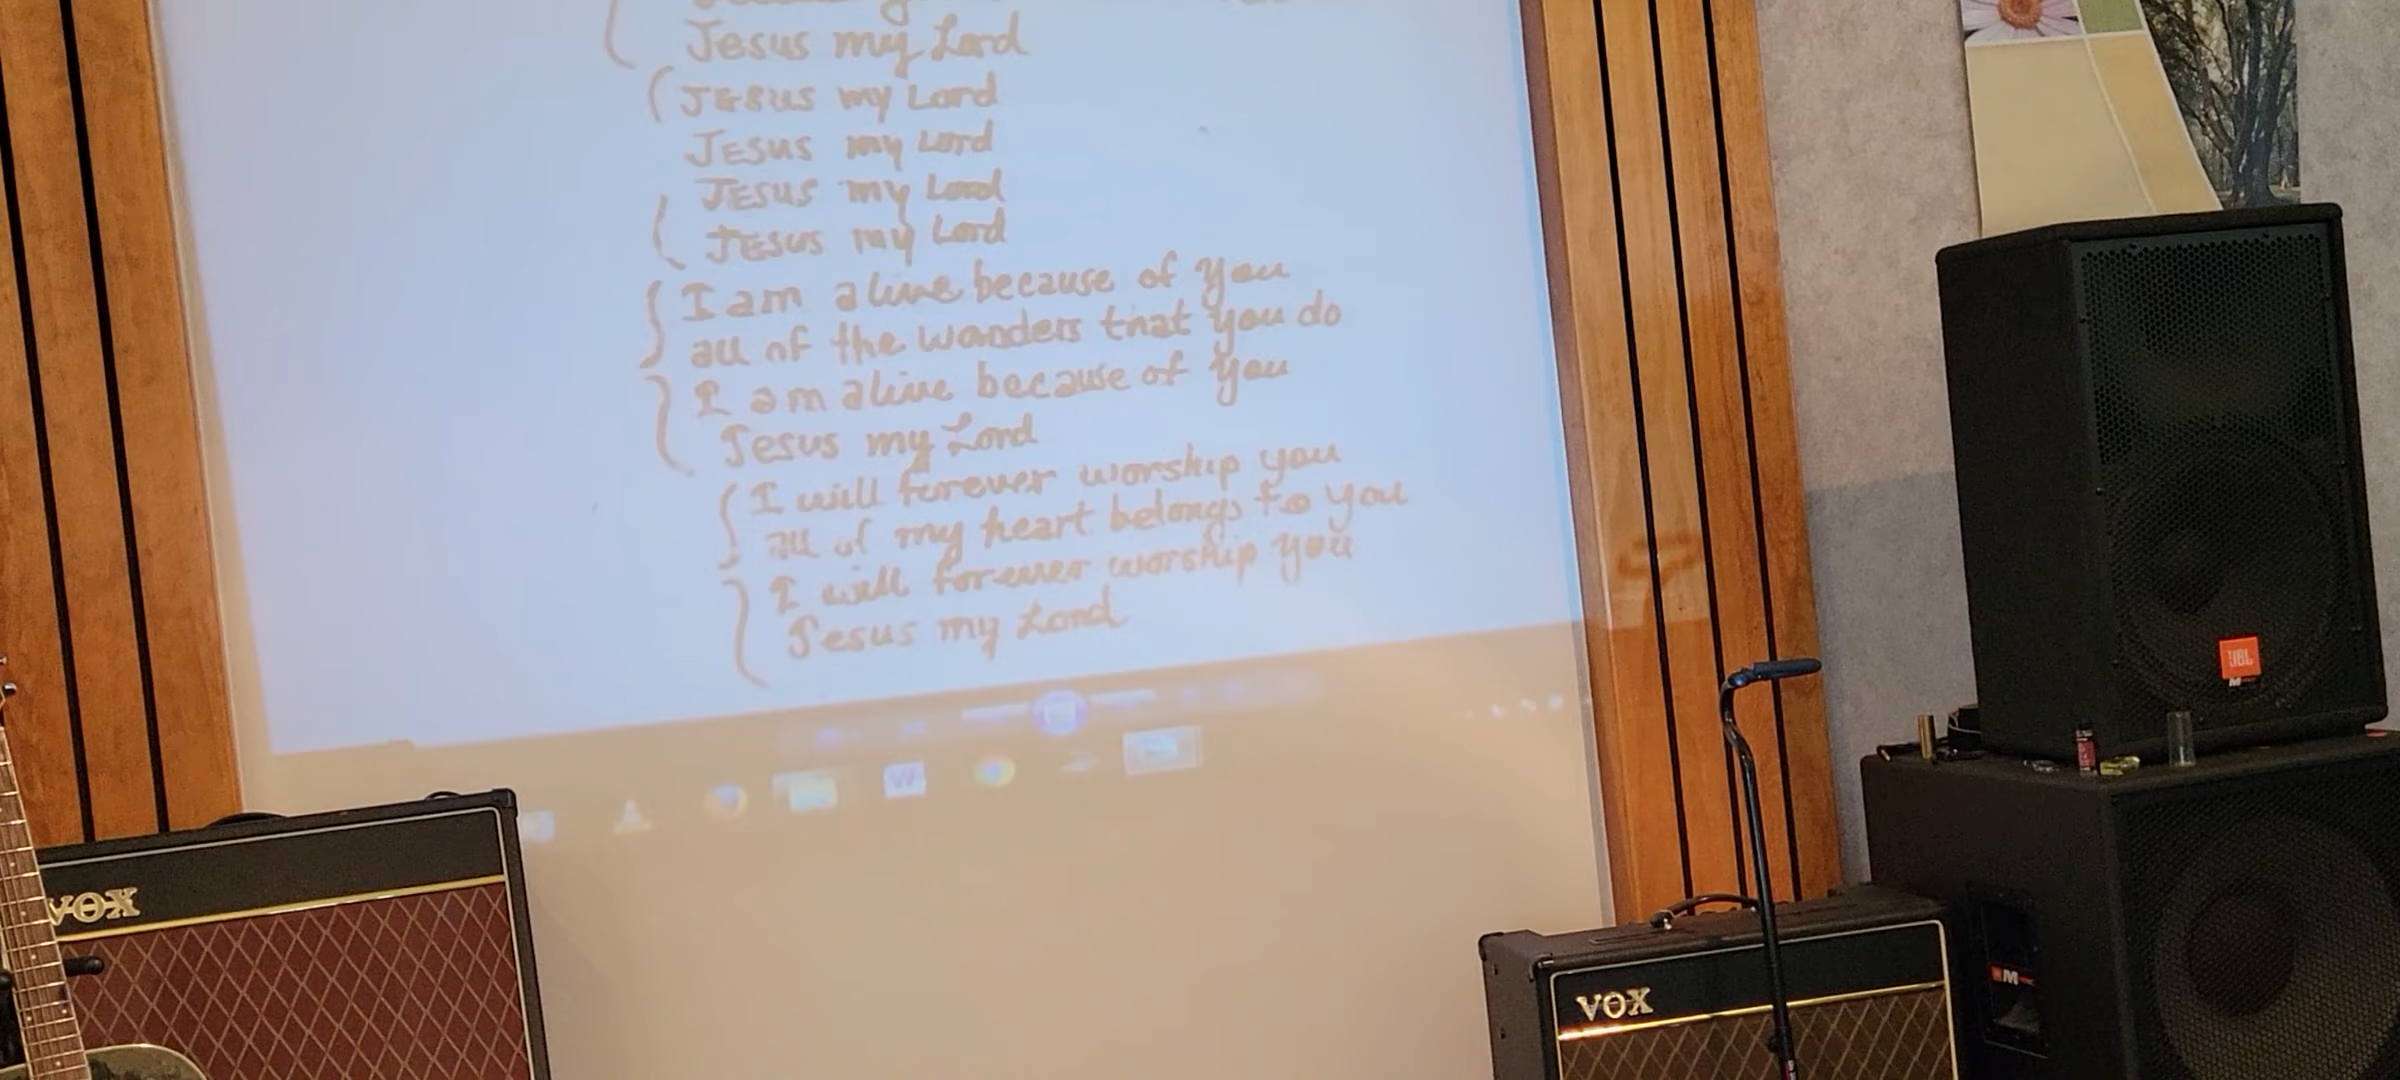 Jesus my Lord
JESUS my Lord
JESUS my Lord
JESUS my Lord
JESUS my Lord
I am alive because of you
all of the wonders that you do
I am alive because of you
Jesus my Lord
I will forever worship you
all of my heart belongs to you
I will forever worship you
Jesus my Lord
W
JBL
M
VOX
VOX
M